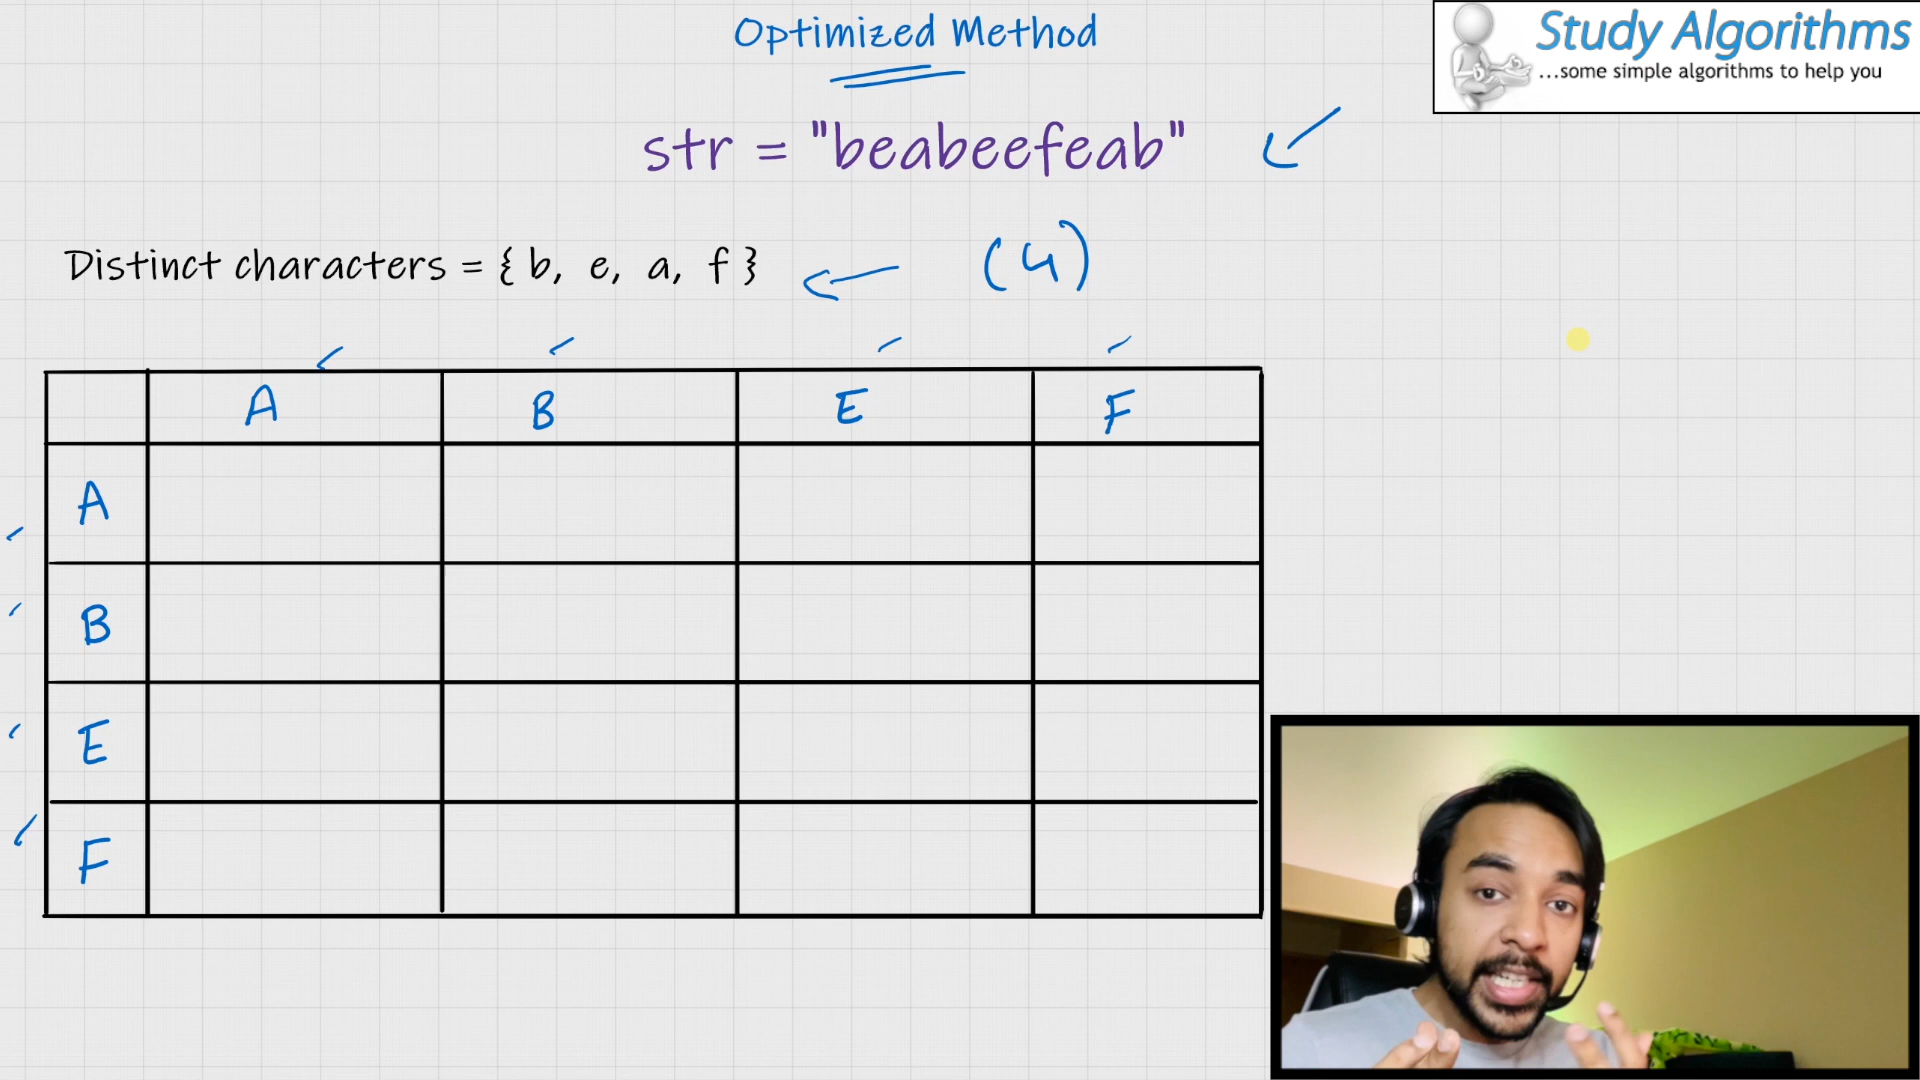 Optimized Method
Study Algorithms
...some simple algorithms to help you
str = "beabeefeab"
Distinct characters = { b, e, a, f }
(4)
A B E F
A
B
E
F